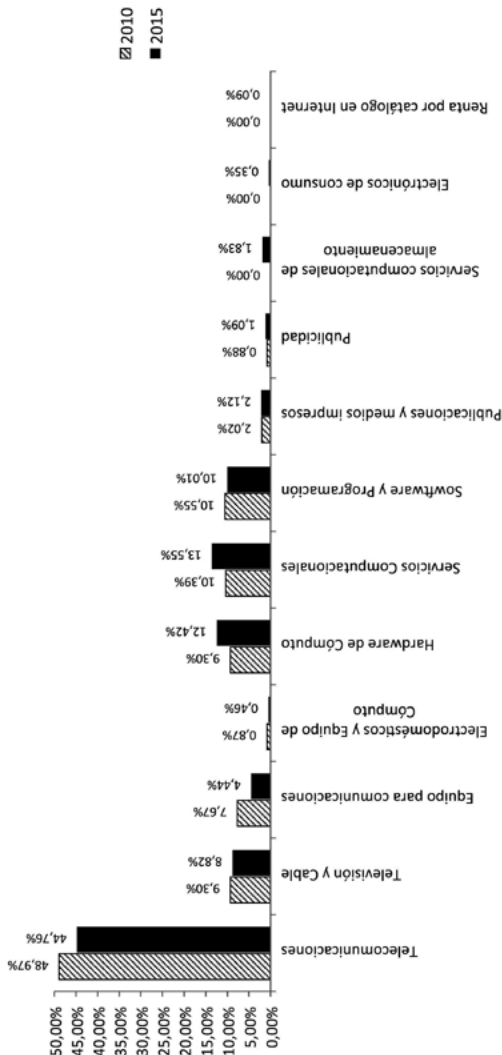 2010
2015
50,00%
45,00%
40,00%
35,00%
30,00%
25,00%
20,00%
15,00%
10,00%
5,00%
0,00%
48,97%
44,76%
9,30%
8,82%
7,67%
4,44%
0,87%
0,46%
9,30%
12,42%
10,39%
13,55%
10,55%
10,01%
2,02%
2,12%
0,88%
1,09%
0,00%
1,83%
0,00%
0,35%
0,00%
0,09%
Telecomunicaciones
Televisión y Cable
Equipo para comunicaciones
Electrodomésticos y Equipo de
Cómputo
Hardware de Cómputo
Servicios Computacionales
Sowftware y Programación
Publicaciones y medios impresos
Publicidad
Servicios computacionales de
almacenamiento
Electrónicos de consumo
Renta por catálogo en Internet